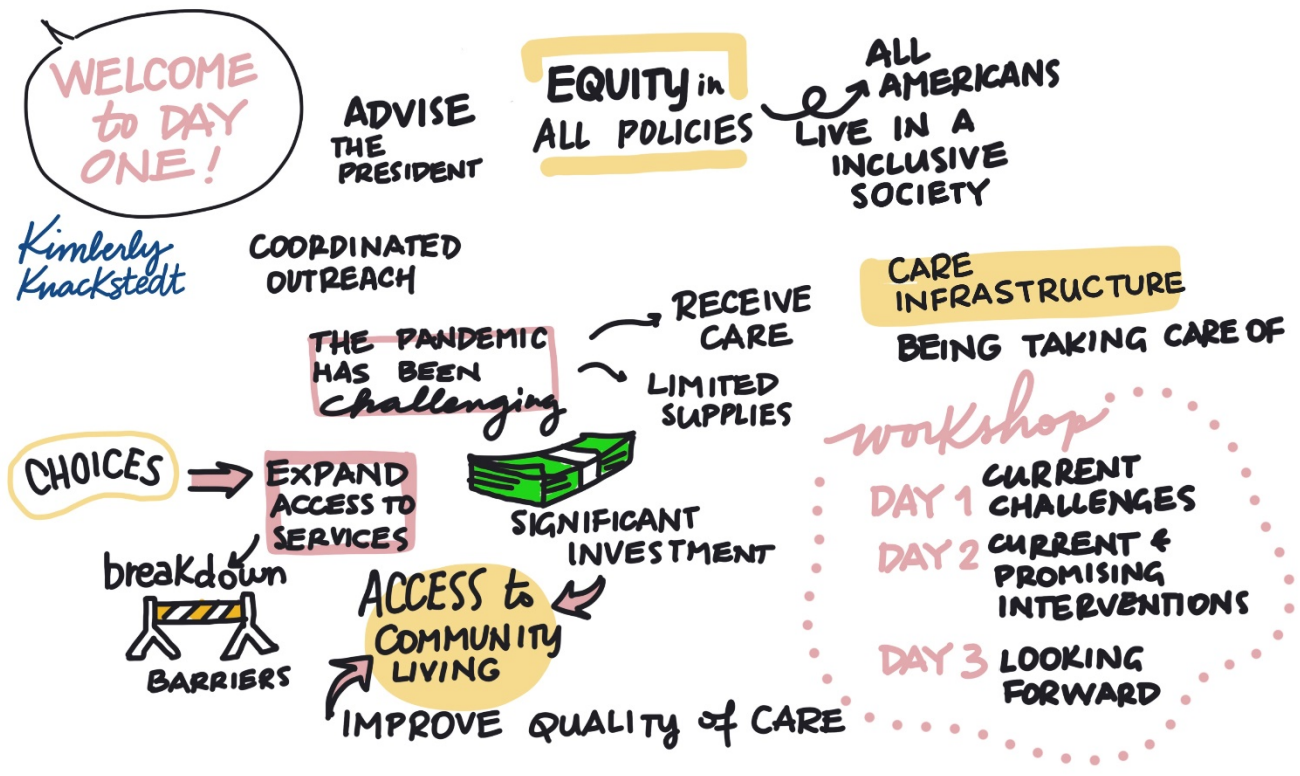 WELCOME
to DAY
ONE!
Kimberly
Knackstedt
ADVISE
THE
PRESIDENT
COORDINATED
OUTREACH
EQUITY in
ALL POLICIES
ALL
AMERICANS
LIVE IN A
INCLUSIVE
SOCIETY
THE PANDEMIC
HAS BEEN
challenging
RECEIVE
CARE
LIMITED
SUPPLIES
CARE
INFRASTRUCTURE
BEING TAKING CARE OF
CHOICES
EXPAND
ACCESS TO
SERVICES
breakdown
BARRIERS
SIGNIFICANT
INVESTMENT
ACCESS to
COMMUNITY
LIVING
IMPROVE QUALITY of CARE
workshop
DAY 1 CURRENT
CHALLENGES
DAY 2 CURRENT &
PROMISING
INTERVENTIONS
DAY 3 LOOKING
FORWARD